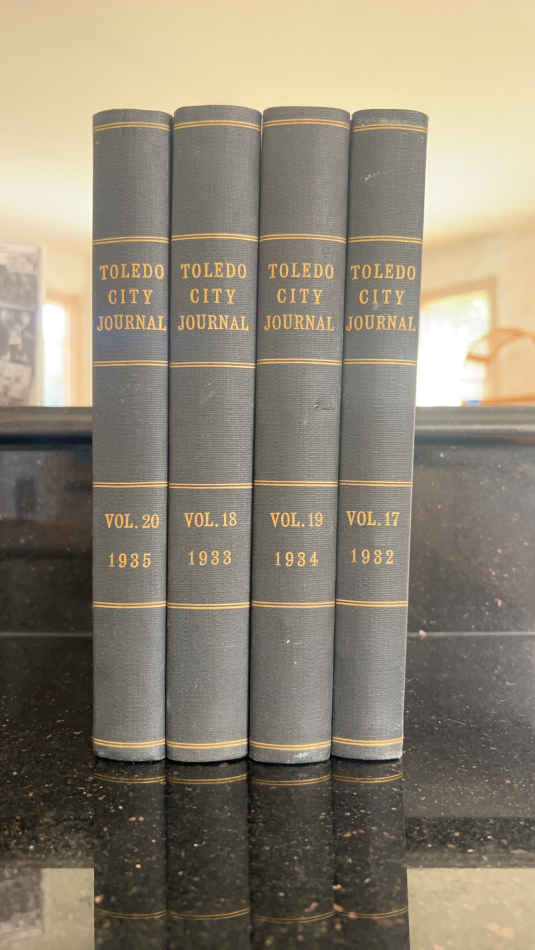 TOLEDO
CITY
JOURNAL
VOL. 20
1935
TOLEDO
CITY
JOURNAL
VOL. 18
1933
TOLEDO
CITY
JOURNAL
VOL. 19
1934
TOLEDO
CITY
JOURNAL
VOL. 17
1932